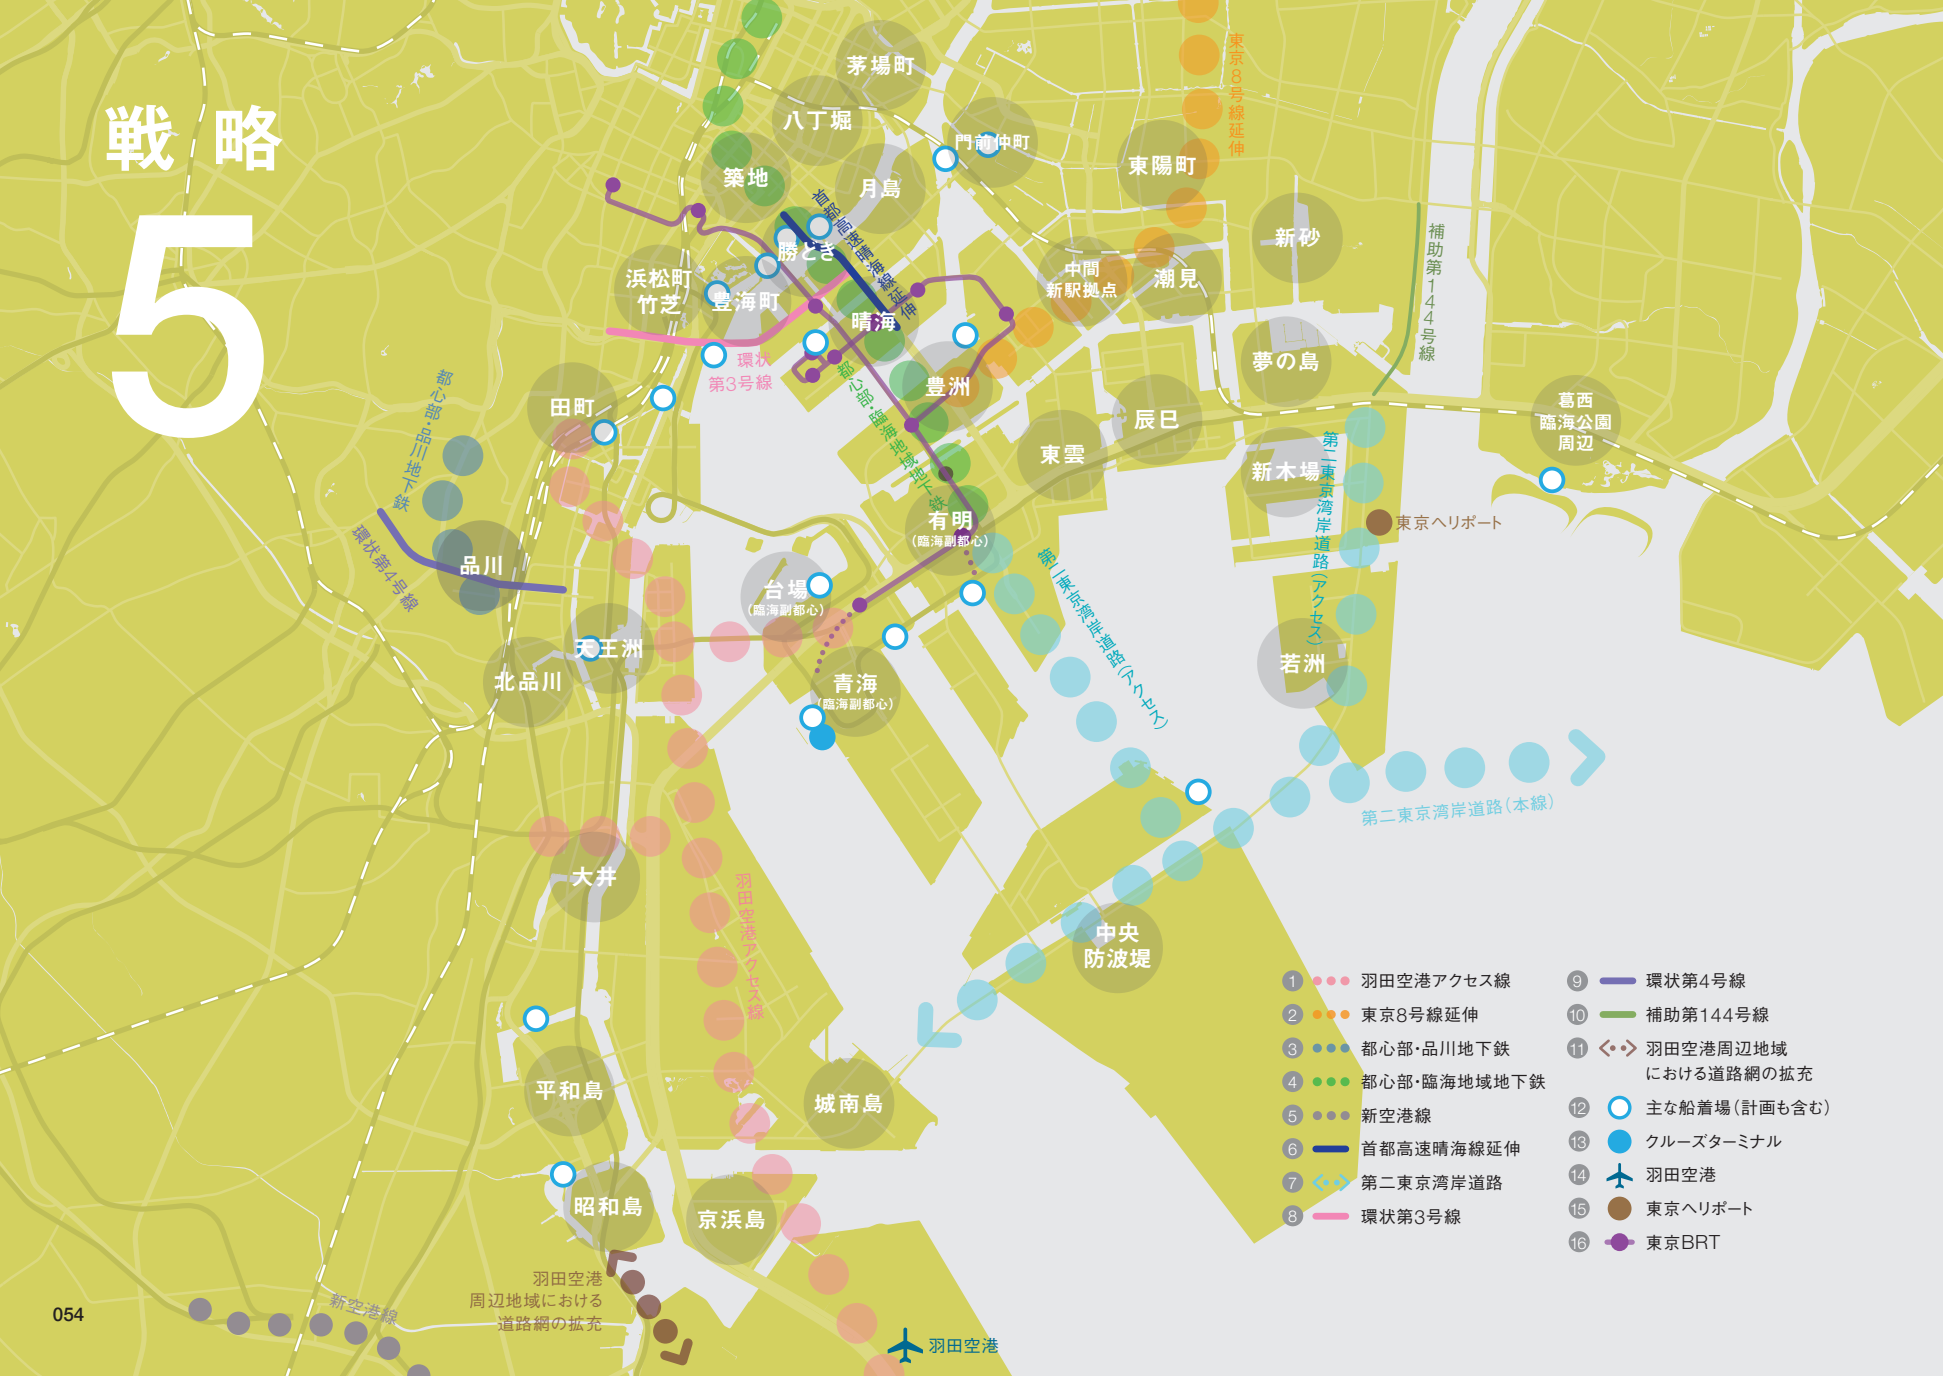 戦略
5
茅場町
八丁堀
門前仲町
築地
月島
東陽町
東京8号線延伸
首都高速晴海線延伸
勝どき
新砂
補助第144号線
浜松町
竹芝
豊海町
中間
新駅拠点
潮見
晴海
環状
第3号線
夢の島
豊洲
都心部・臨海地域地下鉄
田町
都心部・品川地下鉄
辰巳
葛西
臨海公園
周辺
東雲
新木場
第二東京湾岸道路(アクセス)
東京ヘリポート
有明
(臨海副都心)
環状第4号線
品川
第二東京湾岸道路(アクセス)
台場
(臨海副都心)
天王洲
北品川
青海
(臨海副都心)
若洲
第二東京湾岸道路(本線)
大井
羽田空港アクセス線
中央
防波堤
平和島
城南島
昭和島
京浜島
羽田空港
周辺地域における
道路網の拡充
新空港線
羽田空港
1 羽田空港アクセス線
2 東京8号線延伸
3 都心部・品川地下鉄
4 都心部・臨海地域地下鉄
5 新空港線
6 首都高速晴海線延伸
7 第二東京湾岸道路
8 環状第3号線
9 環状第4号線
10 補助第144号線
11 羽田空港周辺地域
における道路網の拡充
12 主な船着場(計画も含む)
13 クルーズターミナル
14 羽田空港
15 東京ヘリポート
16 東京BRT
054